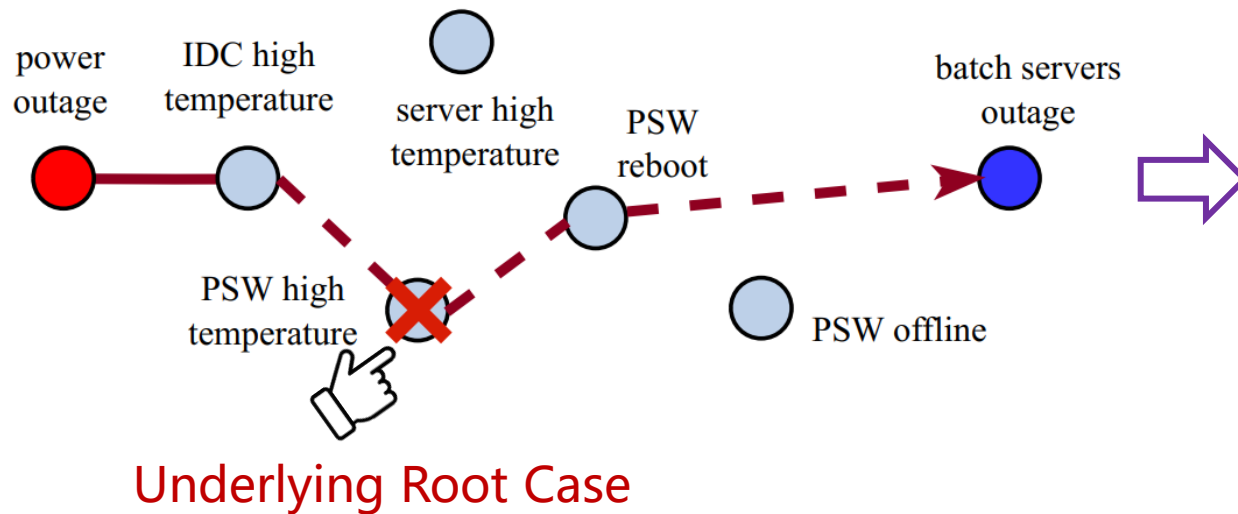 power
outage
IDC high
temperature
server high
temperature
PSW
reboot
batch servers
outage
PSW high
temperature
PSW offline
Underlying Root Case